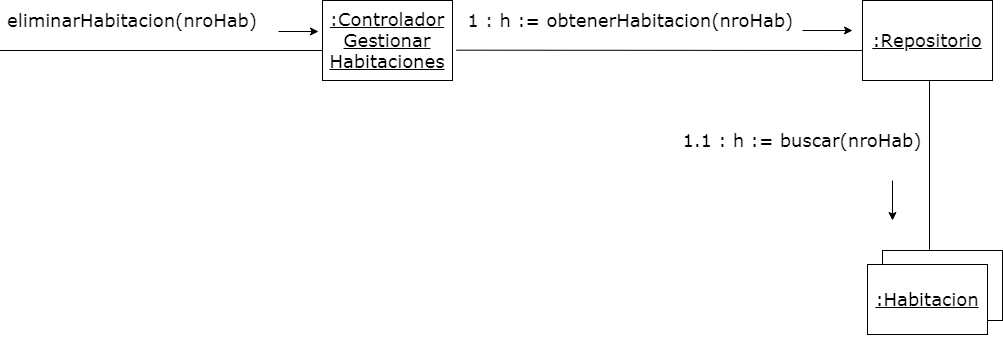 eliminarHabitacion(nroHab)
:Controlador
Gestionar
Habitaciones
1 : h := obtenerHabitacion(nroHab)
:Repositorio
1.1 : h := buscar(nroHab)
:Habitacion